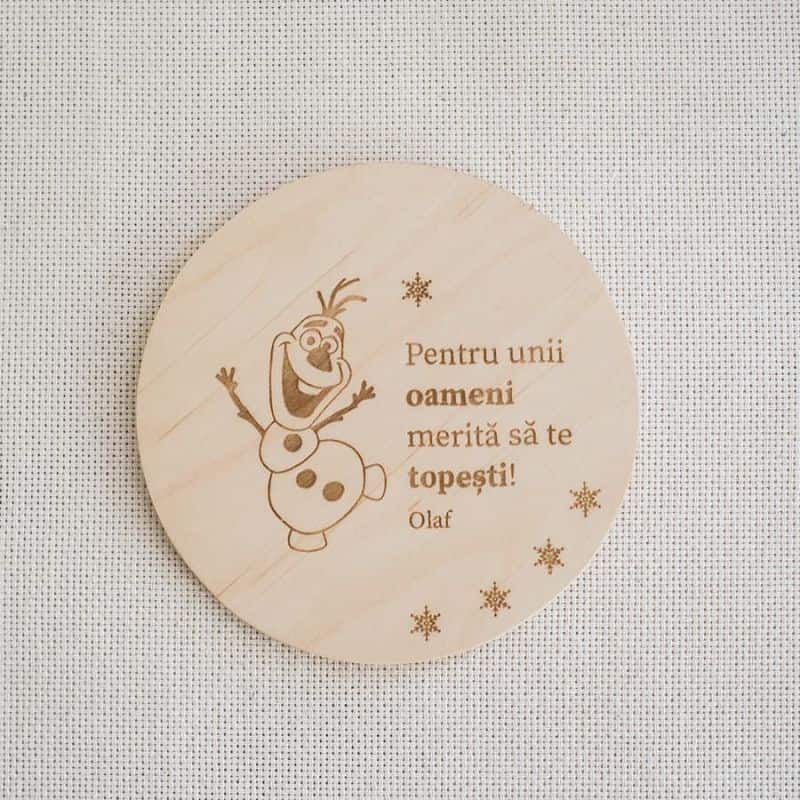 Pentru unii
oameni
merită să te
topești!
Olaf